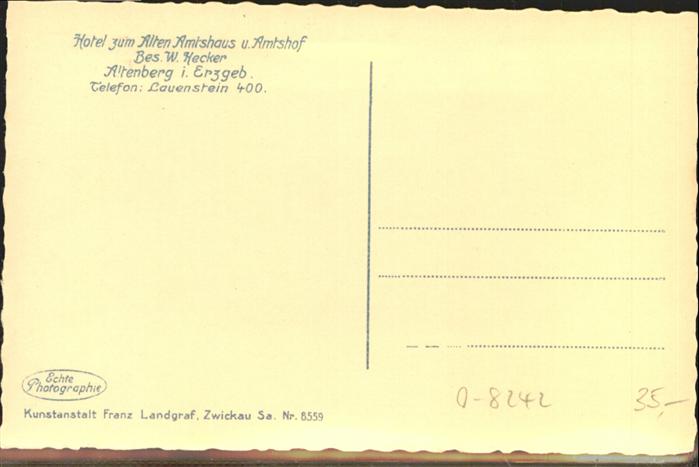 Hotel zum Alten Amtshaus u. Amtshof
Bes. W. Hecker
Altenberg i. Erzgeb.
Telefon: Lauenstein 400.
Echte
Photographie
Kunstanstalt Franz Landgraf, Zwickau Sa. Nr. 8559
O-8242
35,-